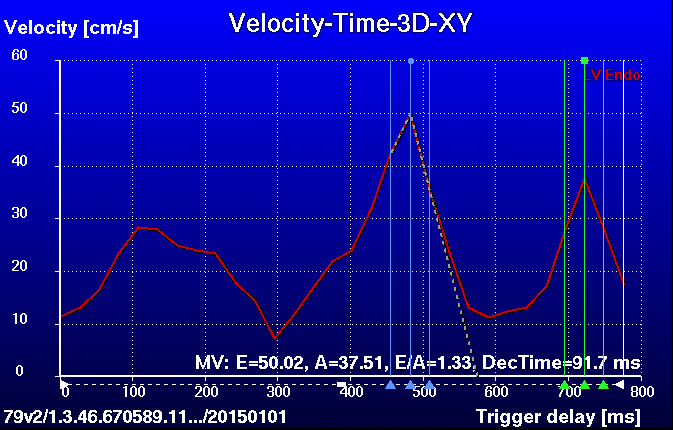 Velocity-Time-3D-XY
Velocity [cm/s]
60
LV Endo
50
40
30
20
10
MV: E=50.02, A=37.51, E/A=1.33, DecTime=91.7 ms
0
0 100 200 300 400 500 600 700 800
79v2/1.3.46.670589.11.../20150101 Trigger delay [ms]